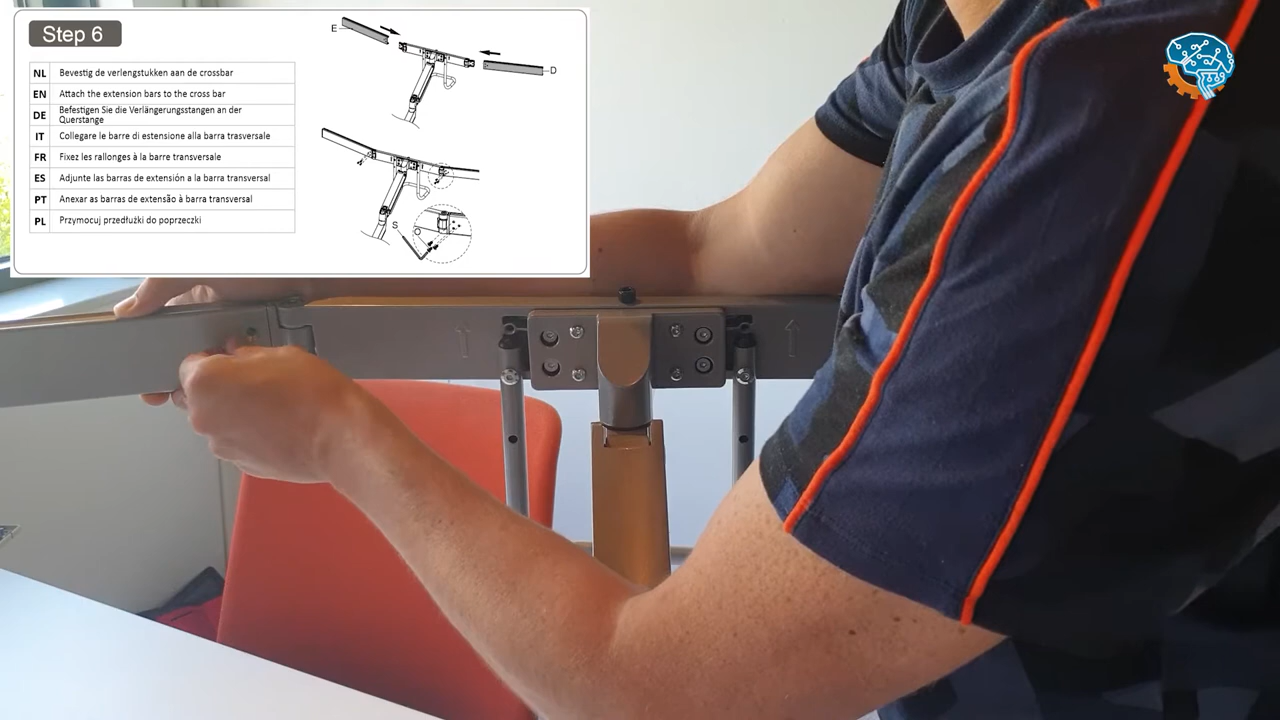 Step 6
NL Bevestig de verlengstukken aan de crossbar
EN Attach the extension bars to the cross bar
DE Befestigen Sie die Verlängerungsstangen an der
Querstange
IT Collegare le barre di estensione alla barra trasversale
FR Fixez les rallonges à la barre transversale
ES Adjunte las barras de extensión a la barra transversal
PT Anexar as barras de extensão à barra transversal
PL Przymocuj przedłużki do poprzeczki
E
D
S